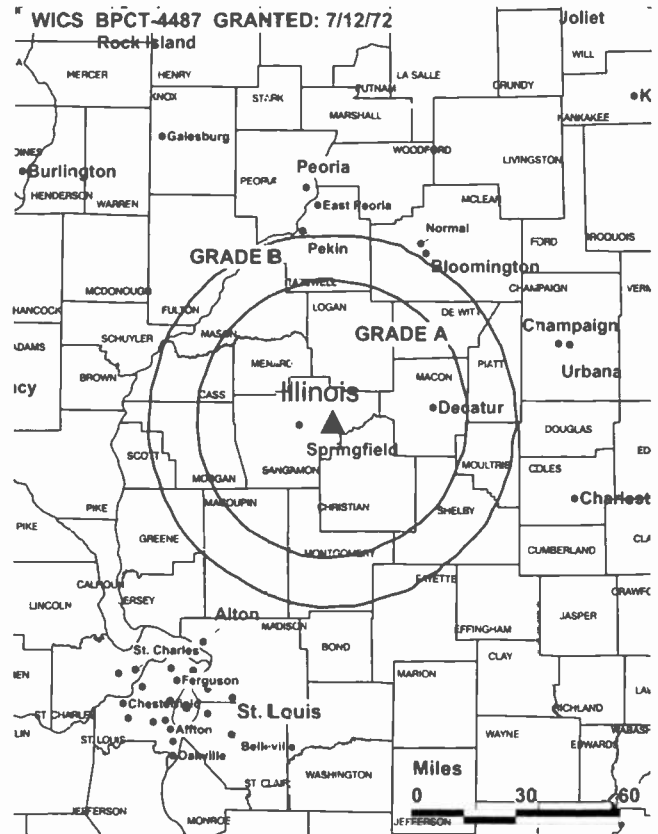 WICS BPCT-4487 GRANTED: 7/12/72
Joliet
Rock Island
WILL
MERCER
HENRY
LA SALLE
GRUNDY
PUTNAM
KNOX
STARK
K
MARSHALL
KANKAKEE
Galesburg
WOODFORD
LIVINGSTON
Burlington
Peoria
PEORIA
HENDERSON
WARREN
East Peoria
MCLEAN
Normal
FORD
IROQUOIS
Pekin
GRADE B
Bloomington
TAZEWELL
CHAMPAIGN
VERM
MCDONOUGH
FULTON
LOGAN
DE WITT
HANCOCK
SCHUYLER
MASON
GRADE A
Champaign
ADAMS
MENARD
PIATT
BROWN
MACON
Urbana
Illinois
CASS
Decatur
DOUGLAS
Springfield
SCOTT
SANGAMON
MOULTRIE
COLES
MORGAN
Charlest
PIKE
MACOUPIN
CHRISTIAN
SHELBY
PIKE
GREENE
CUMBERLAND
MONTGOMERY
CALHOUN
FAYETTE
CRAWFO
LINCOLN
JERSEY
JASPER
Alton
MADISON
EFFINGHAM
BOND
St. Charles
CLAY
Ferguson
MARION
Chesterfield
RICHLAND
ST CHARLES
St. Louis
WAYNE
Affton
EDWARDS
WABASH
ST LOUIS
Oakville
ST CLAIR
WASHINGTON
Miles
0 30 60
JEFFERSON
MONROE
JEFFERSON